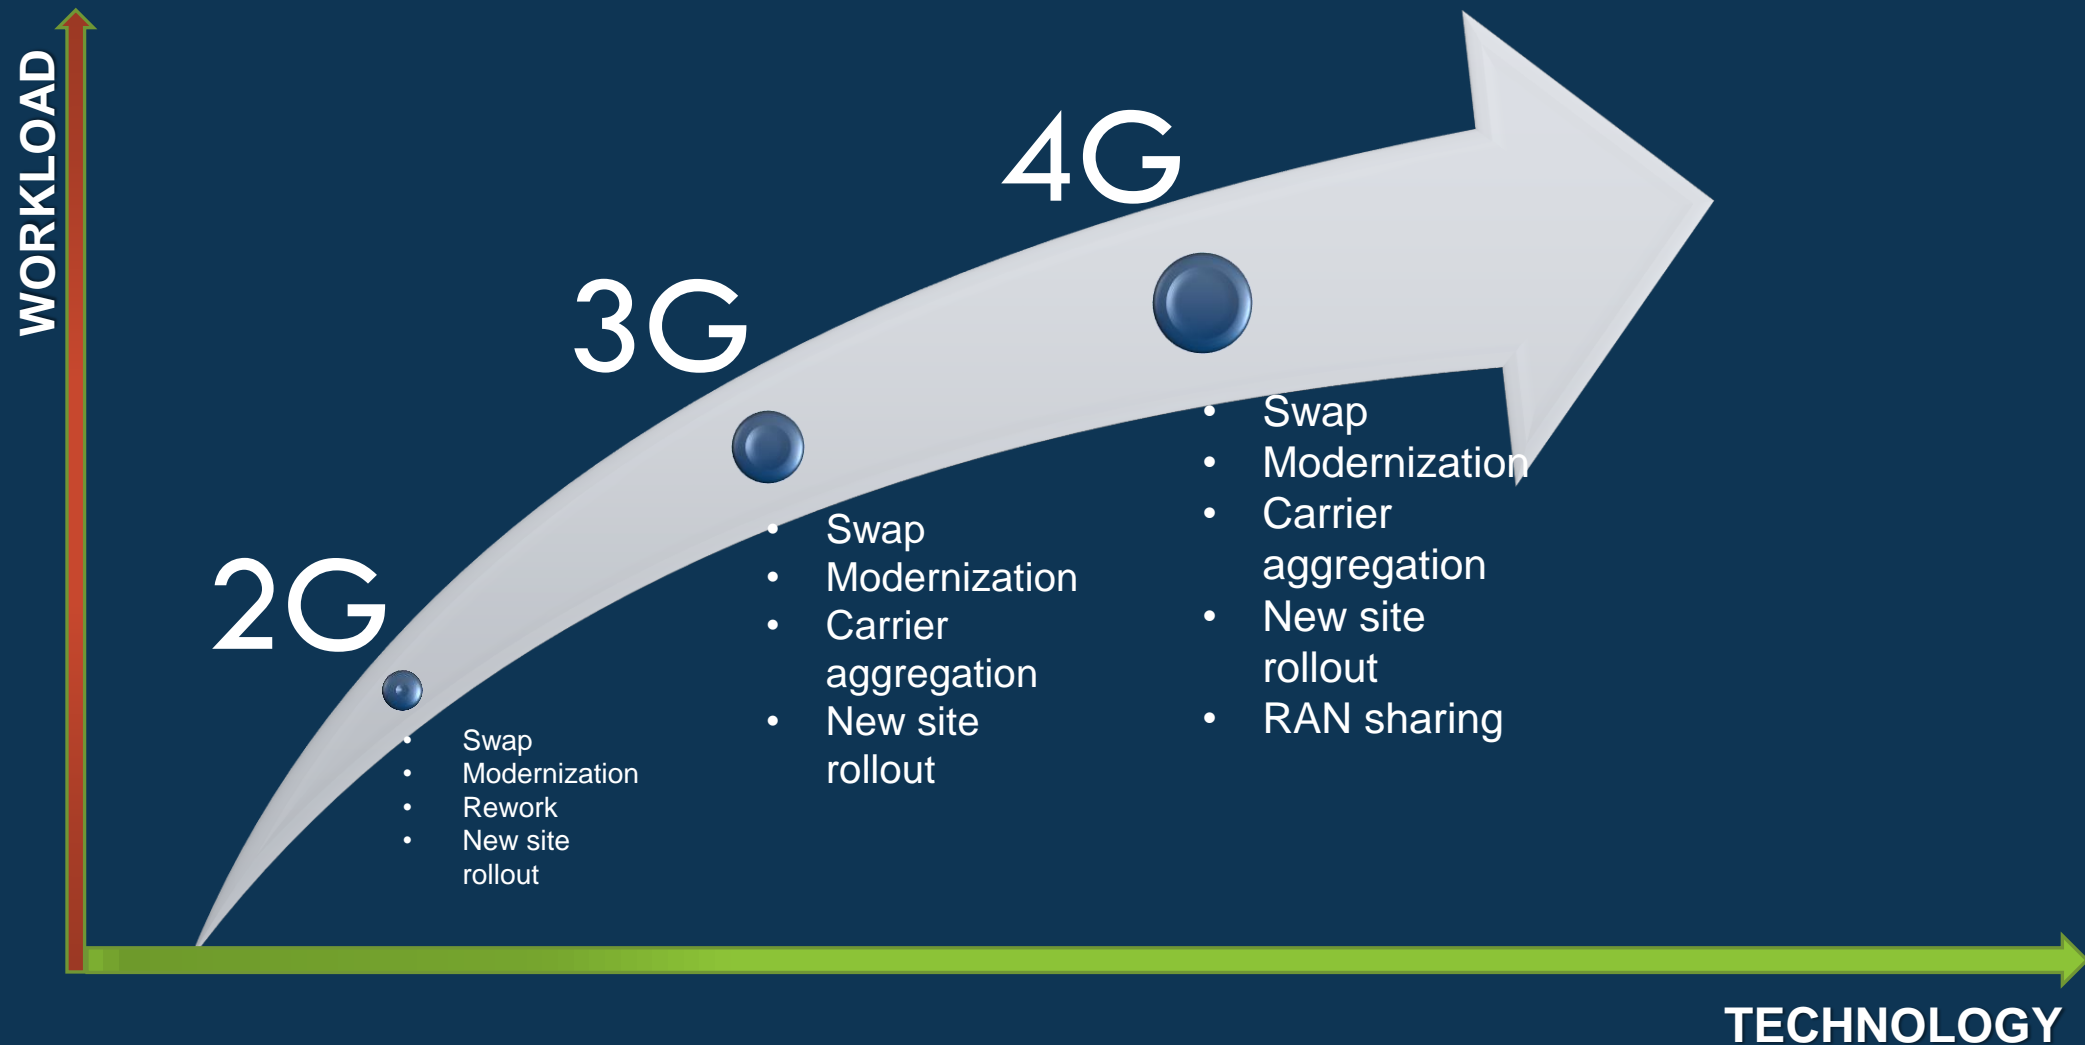 WORKLOAD
4G
3G
2G
• Swap
• Modernization
• Rework
• New site
rollout
• Swap
• Modernization
• Carrier
aggregation
• New site
rollout
• Swap
• Modernization
• Carrier
aggregation
• New site
rollout
• RAN sharing
TECHNOLOGY